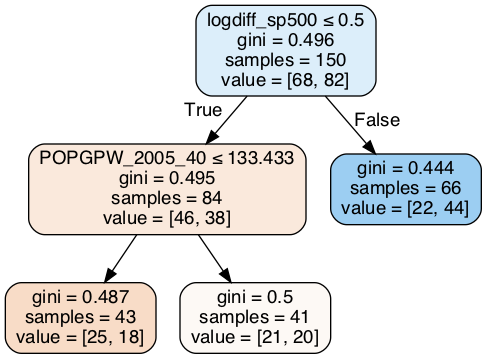 logdiff_sp500 ≤ 0.5
gini = 0.496
samples = 150
value = [68, 82]
True
False
POPGPW_2005_40 ≤ 133.433
gini = 0.495
samples = 84
value = [46, 38]
gini = 0.444
samples = 66
value = [22, 44]
gini = 0.487
samples = 43
value = [25, 18]
gini = 0.5
samples = 41
value = [21, 20]